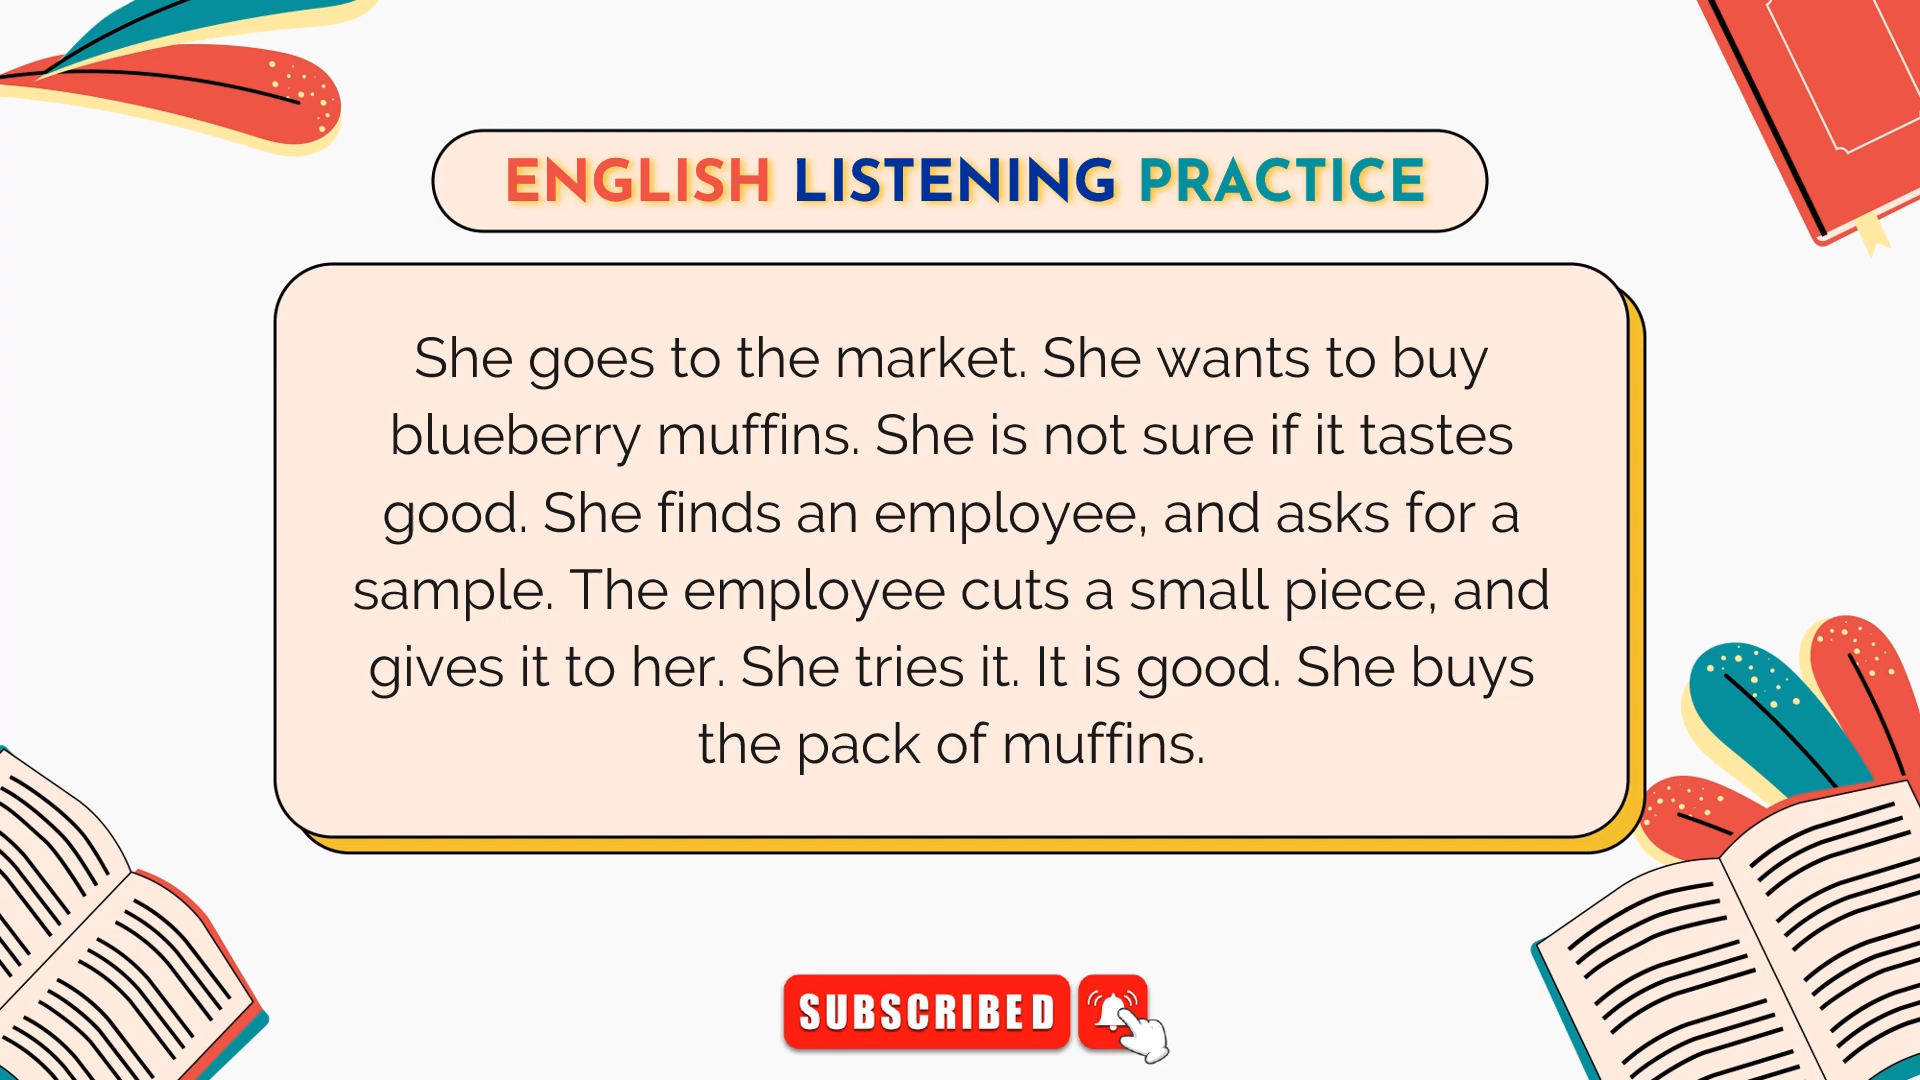 ENGLISH LISTENING PRACTICE
She goes to the market. She wants to buy
blueberry muffins. She is not sure if it tastes
good. She finds an employee, and asks for a
sample. The employee cuts a small piece, and
gives it to her. She tries it. It is good. She buys
the pack of muffins.
SUBSCRIBED